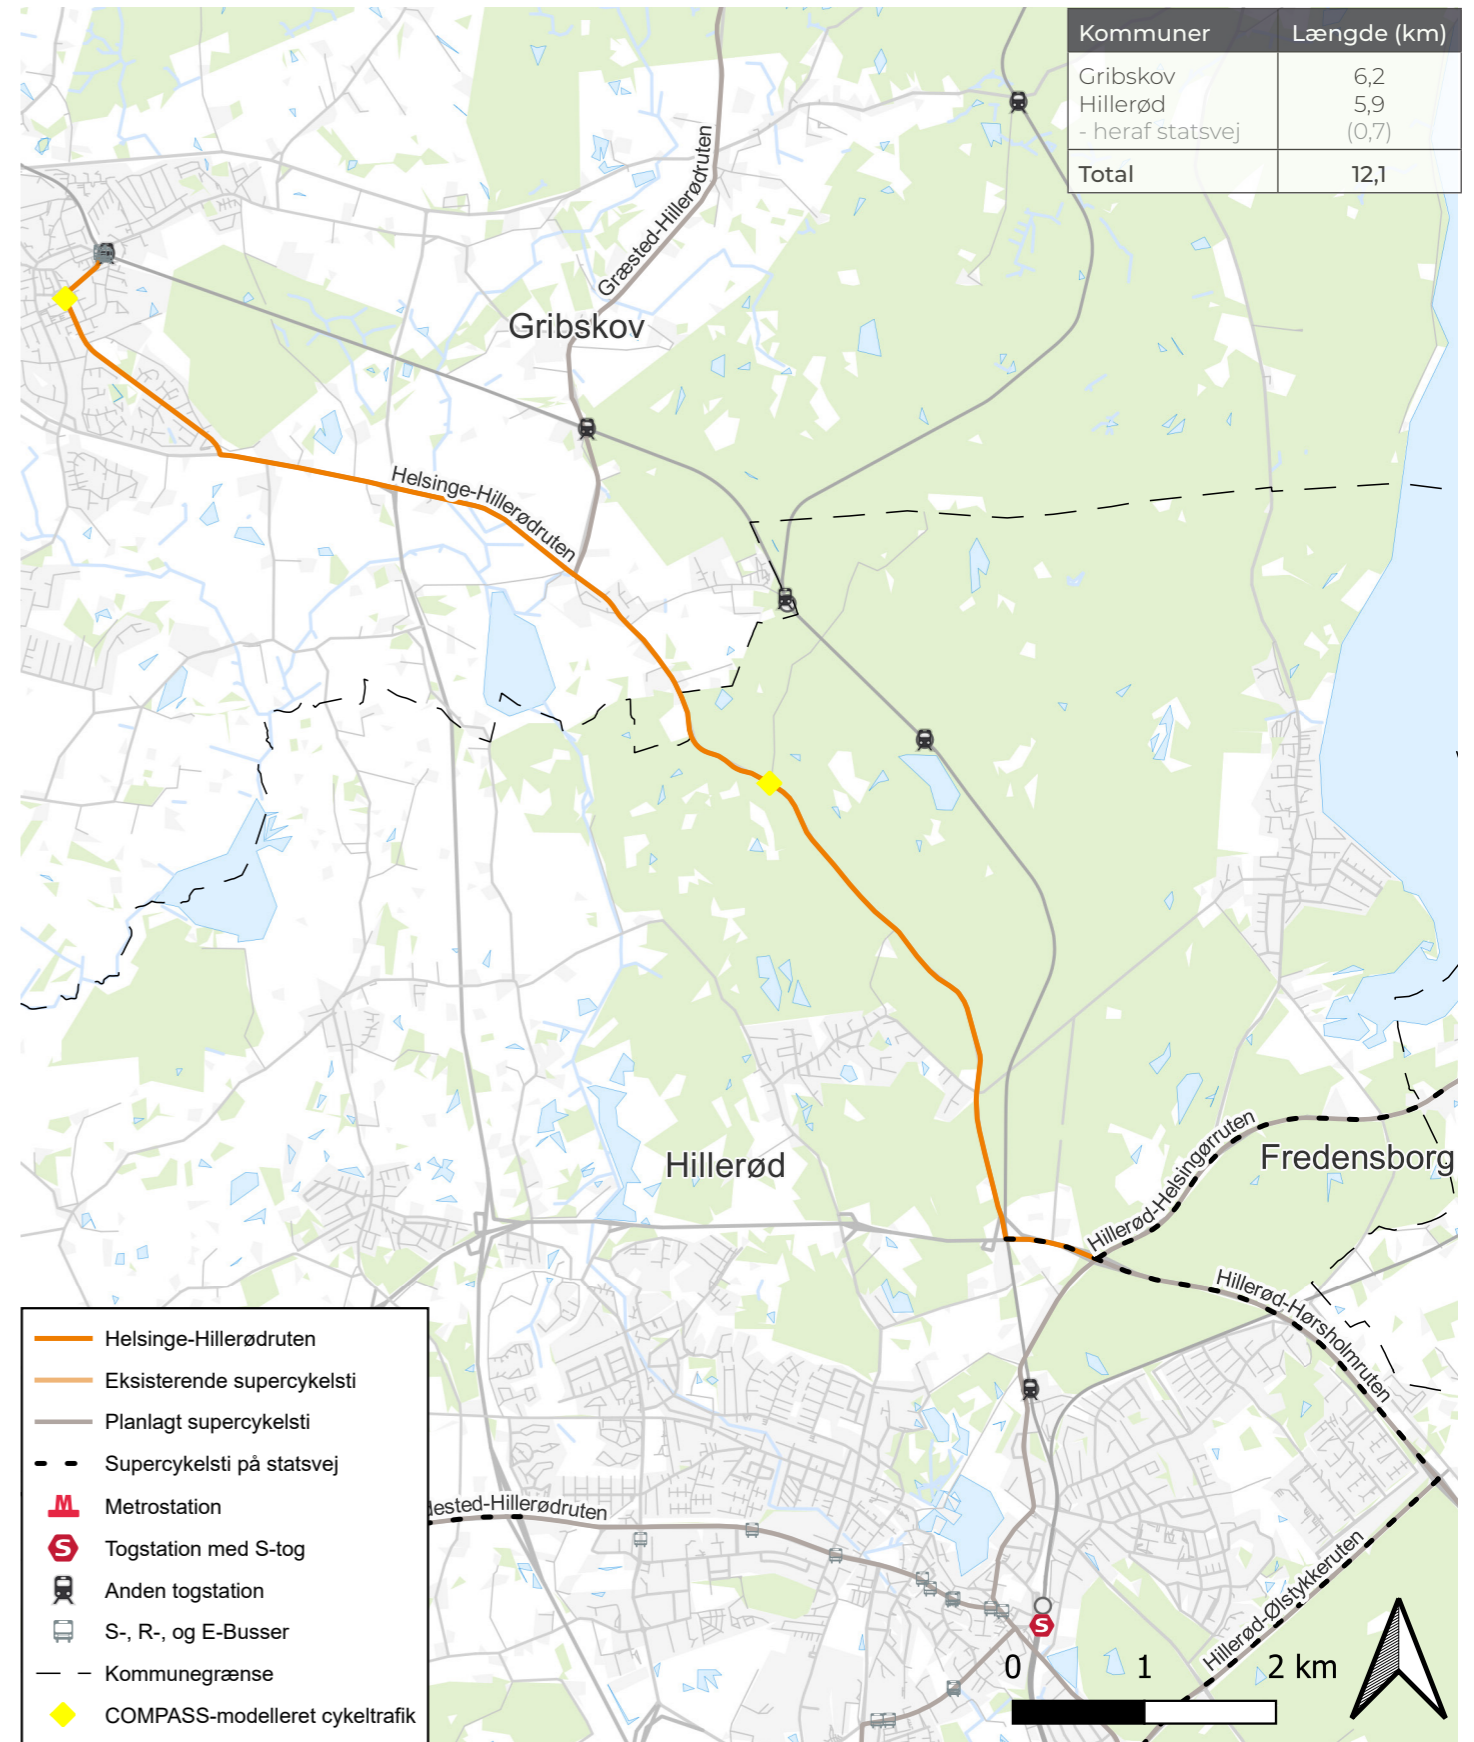 Kommuner Længde (km)
Gribskov 6,2
Hillerød 5,9
- heraf statsvej (0,7)
Total 12,1
Græsted-Hillerødruten
Gribskov
Helsinge-Hillerødruten
Hillerød
Hillerød-Helsingørruten
Fredensborg
Hillerød-Hørsholmruten
Helsinge-Hillerødruten
Eksisterende supercykelsti
Planlagt supercykelsti
Supercykelsti på statsvej
M Metrostation
S Togstation med S-tog
Anden togstation
S-, R-, og E-Busser
Kommunegrænse
COMPASS-modelleret cykeltrafik
lested-Hillerødruten
Hillerød-Ølstykkeruten
S
0 1 2 km